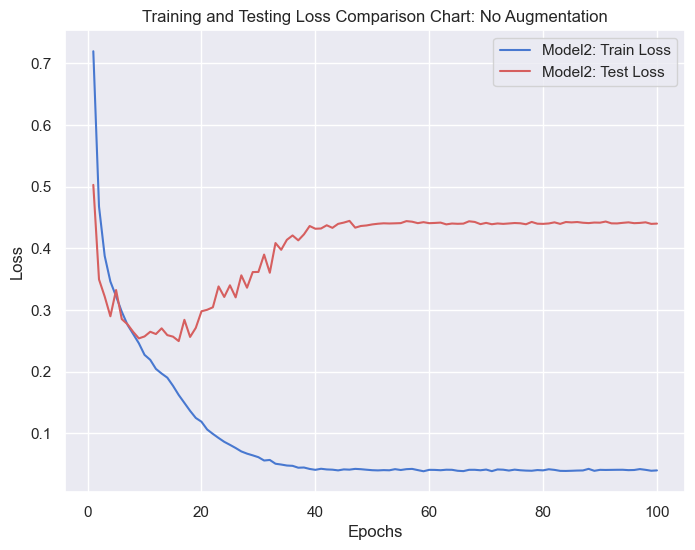 Training and Testing Loss Comparison Chart: No Augmentation
Model2: Train Loss
Model2: Test Loss
0.7
0.6
0.5
0.4
0.3
0.2
0.1
Loss
0 20 40 60 80 100
Epochs